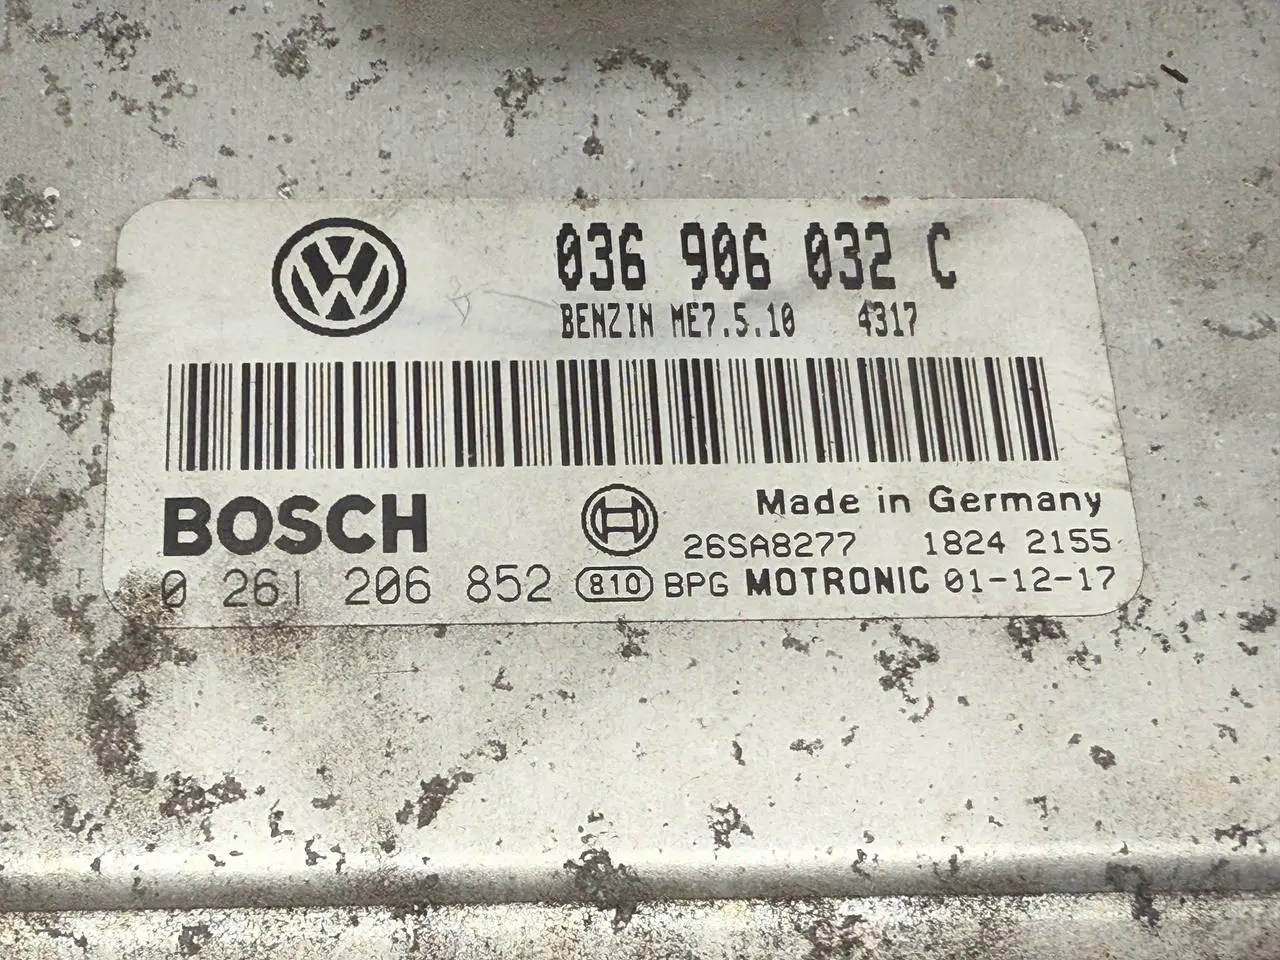 036 906 032 C
BENZIN ME7.5.10 4317
BOSCH
Made in Germany
26SA8277 1824 2155
0 261 206 852 810 BPG MOTRONIC 01-12-17